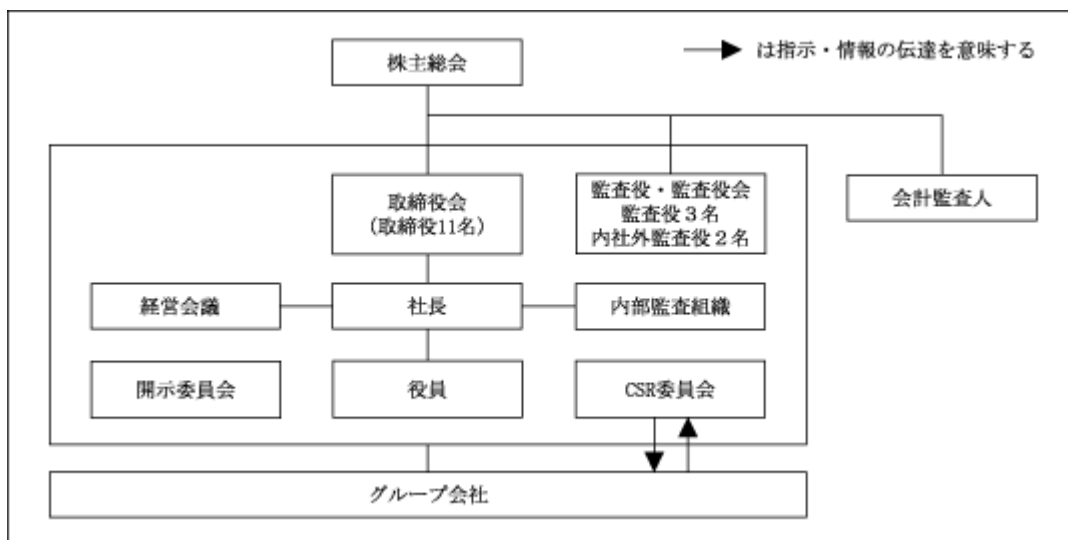 株主総会
は指示・情報の伝達を意味する
取締役会
(取締役11名)
監査役・監査役会
監査役３名
内社外監査役２名
会計監査人
経営会議
社長
内部監査組織
開示委員会
役員
CSR委員会
グループ会社